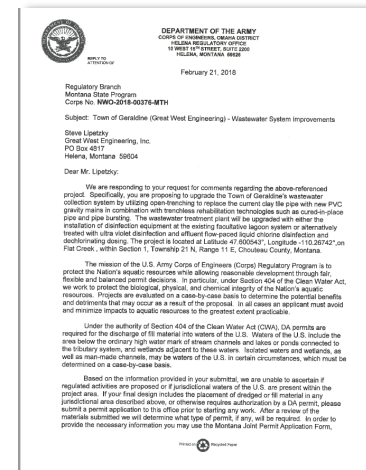 DEPARTMENT OF THE ARMY
CORPS OF ENGINEERS, OMAHA DISTRICT
HELENA REGULATORY OFFICE
10 WEST 15TH STREET, SUITE 2200
HELENA, MONTANA 59626
REPLY TO
ATTENTION OF
February 21, 2018
Regulatory Branch
Montana State Program
Corps No. NWO-2018-00376-MTH
Subject: Town of Geraldine (Great West Engineering) - Wastewater System Improvements
Steve Lipetzky
Great West Engineering, Inc.
PO Box 4817
Helena, Montana 59604
Dear Mr. Lipetzky:
We are responding to your request for comments regarding the above-referenced
project. Specifically, you are proposing to upgrade the Town of Geraldine's wastewater
collection system by utilizing open-trenching to replace the current clay tile pipe with new PVC
gravity mains in combination with trenchless rehabilitation technologies such as cured-in-place
pipe and pipe bursting. The wastewater treatment plant will be upgraded with either the
installation of disinfection equipment at the existing facultative lagoon system or alternatively
treated with ultra violet disinfection and effluent flow-paced liquid chlorine disinfection and
dechlorinating dosing. The project is located at Latitude 47.600543°, Longitude -110.26742°,on
Flat Creek , within Section 1, Township 21 N, Range 11 E, Chouteau County, Montana.
The mission of the U.S. Army Corps of Engineers (Corps) Regulatory Program is to
protect the Nation's aquatic resources while allowing reasonable development through fair,
flexible and balanced permit decisions. In particular, under Section 404 of the Clean Water Act,
we work to protect the biological, physical, and chemical integrity of the Nation's aquatic
resources. Projects are evaluated on a case-by-case basis to determine the potential benefits
and detriments that may occur as a result of the proposal. In all cases an applicant must avoid
and minimize impacts to aquatic resources to the greatest extent practicable.
Under the authority of Section 404 of the Clean Water Act (CWA), DA permits are
required for the discharge of fill material into waters of the U.S. Waters of the U.S. include the
area below the ordinary high water mark of stream channels and lakes or ponds connected to
the tributary system, and wetlands adjacent to these waters. Isolated waters and wetlands, as
well as man-made channels, may be waters of the U.S. in certain circumstances, which must be
determined on a case-by-case basis.
Based on the information provided in your submittal, we are unable to ascertain if
regulated activities are proposed or if jurisdictional waters of the U.S. are present within the
project area. If your final design includes the placement of dredged or fill material in any
jurisdictional area described above, or otherwise requires authorization by a DA permit, please
submit a permit application to this office prior to starting any work. After a review of the
materials submitted we will determine what type of permit, if any, will be required. In order to
provide the necessary information you may use the Montana Joint Permit Application Form,
Printed on Recycled Paper